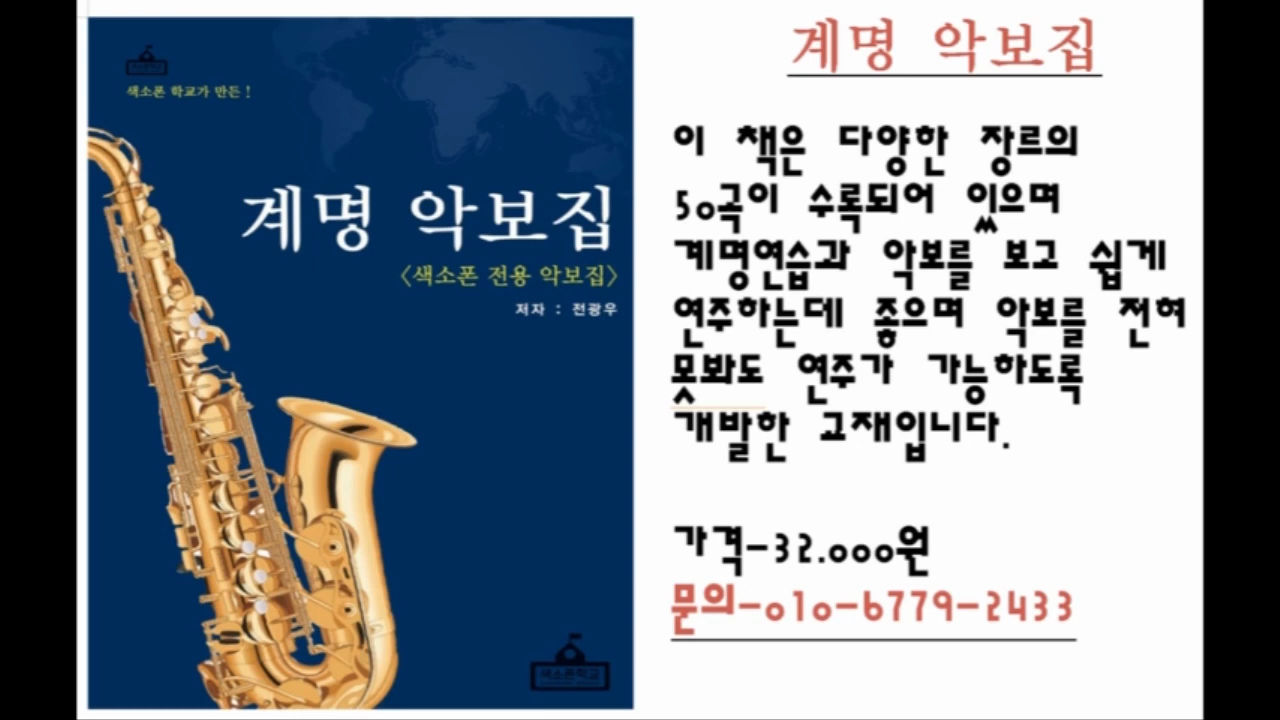 색소폰 학교가 만든 !
계명 악보집
<색소폰 전용 악보집>
저자 : 전광우
색소폰학교
계명 악보집
이 책은 다양한 장르의
50곡이 수록되어 있으며
계명연습과 악보를 보고 쉽게
연주하는데 좋으며 악보를 전혀
못봐도 연주가 가능하도록
개발한 교재입니다.
가격-32.000원
문의-010-6779-2433